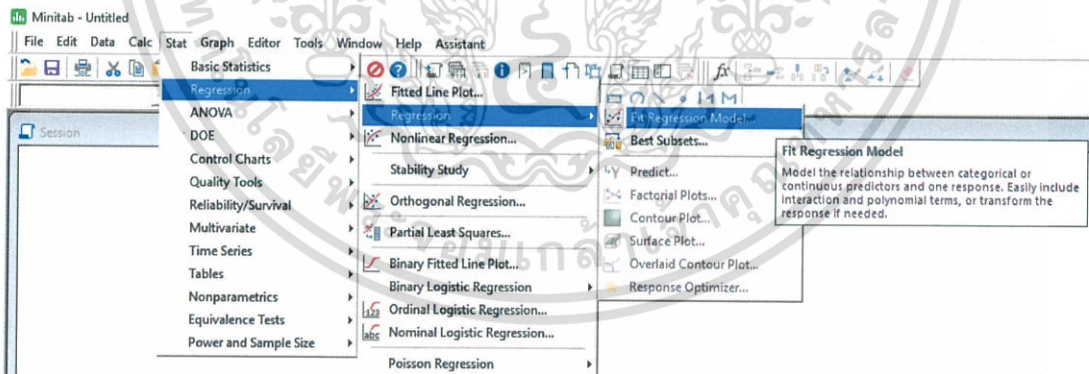 Minitab - Untitled
File Edit Data Calc Stat Graph Editor Tools Window Help Assistant
Basic Statistics
Regression
ANOVA
DOE
Control Charts
Quality Tools
Reliability/Survival
Multivariate
Time Series
Tables
Nonparametrics
Equivalence Tests
Power and Sample Size
Fitted Line Plot...
Regression
Nonlinear Regression...
Stability Study
Orthogonal Regression...
Partial Least Squares...
Binary Fitted Line Plot...
Binary Logistic Regression
Ordinal Logistic Regression...
Nominal Logistic Regression...
Poisson Regression
Fit Regression Model...
Best Subsets...
Predict...
Factorial Plots...
Contour Plot...
Surface Plot...
Overlaid Contour Plot...
Response Optimizer...
Fit Regression Model
Model the relationship between categorical or
continuous predictors and one response. Easily include
interaction and polynomial terms, or transform the
response if needed.
Session